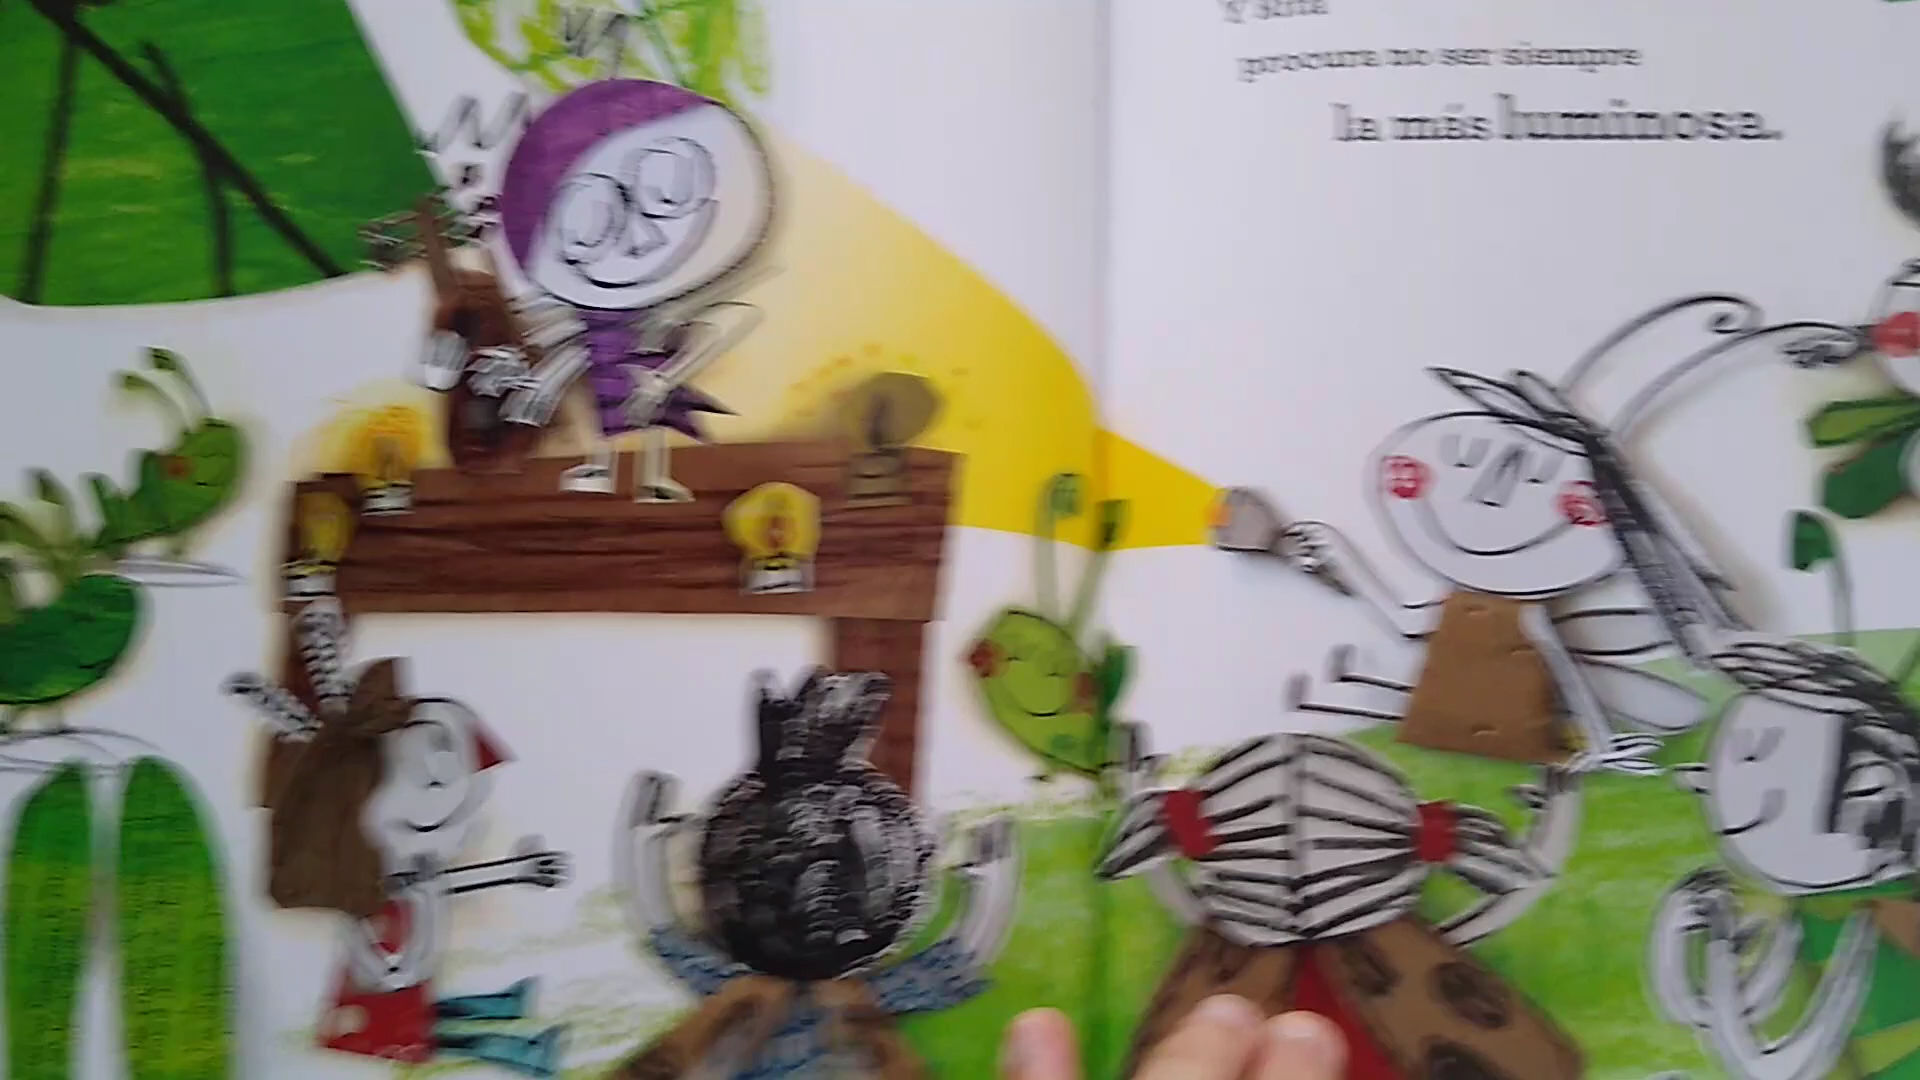 procura no ser siempre
la más luminosa.